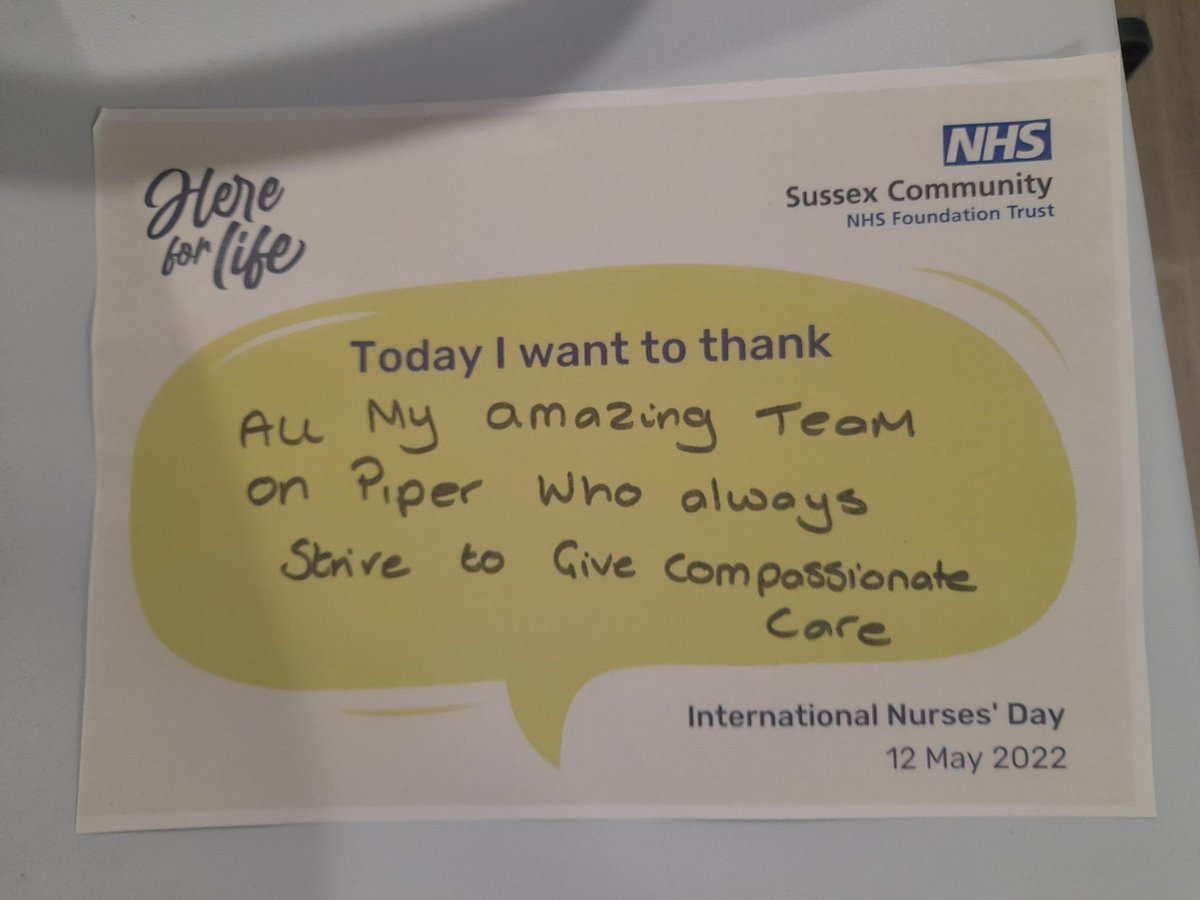 Here
for life
NHS
Sussex Community
NHS Foundation Trust
Today I want to thank
All My amazing Team
on Piper Who always
Strive to Give Compassionate
Care
International Nurses' Day
12 May 2022